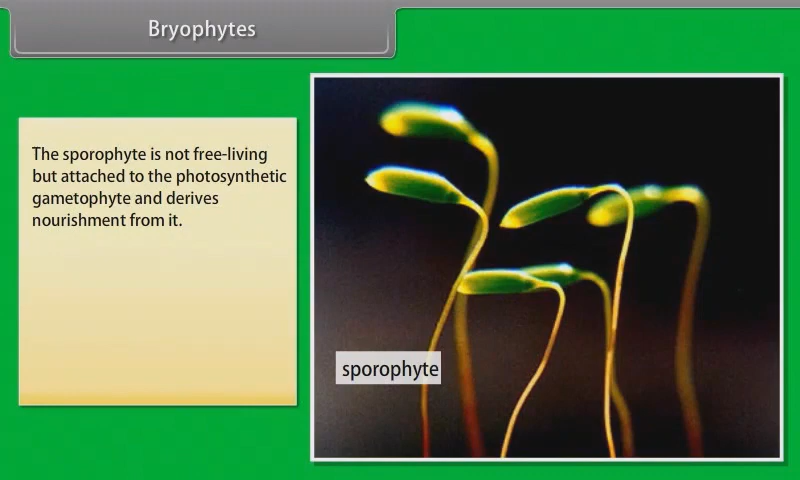 Bryophytes
The sporophyte is not free-living
but attached to the photosynthetic
gametophyte and derives
nourishment from it.
sporophyte